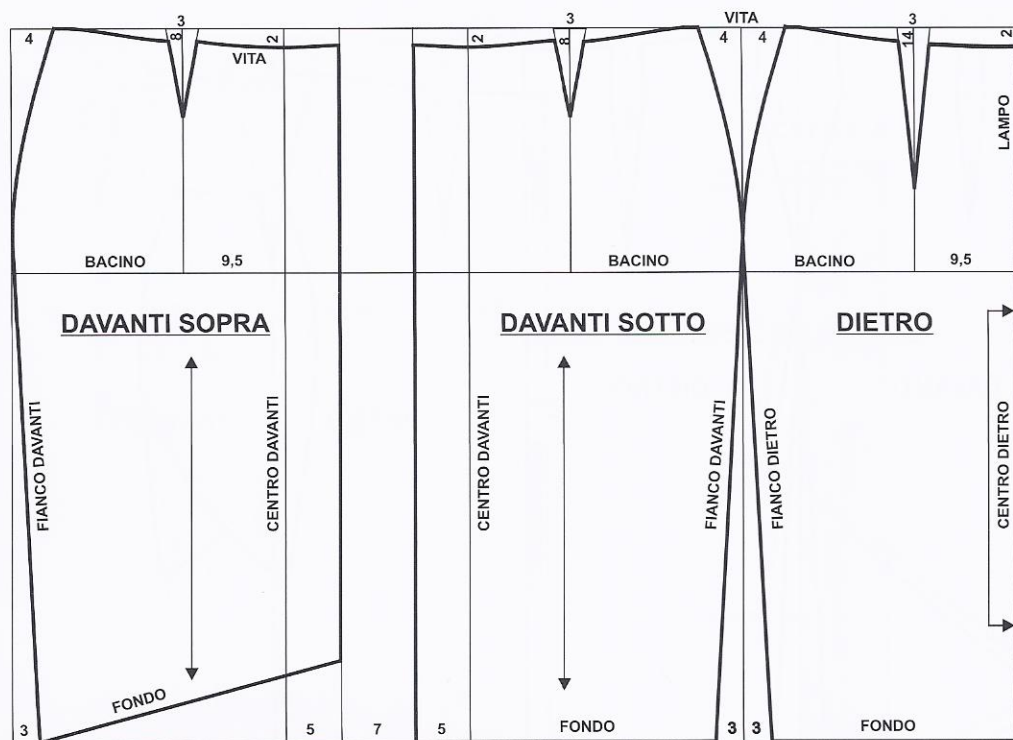 3
3
VITA
3
4
8
2
2
8
4
4
14
2
VITA
LAMPO
BACINO
9,5
BACINO
BACINO
9,5
DAVANTI SOPRA
DAVANTI SOTTO
DIETRO
FIANCO DAVANTI
CENTRO DAVANTI
CENTRO DAVANTI
FIANCO DAVANTI
FIANCO DIETRO
CENTRO DIETRO
FONDO
3
5
7
5
FONDO
3
3
FONDO